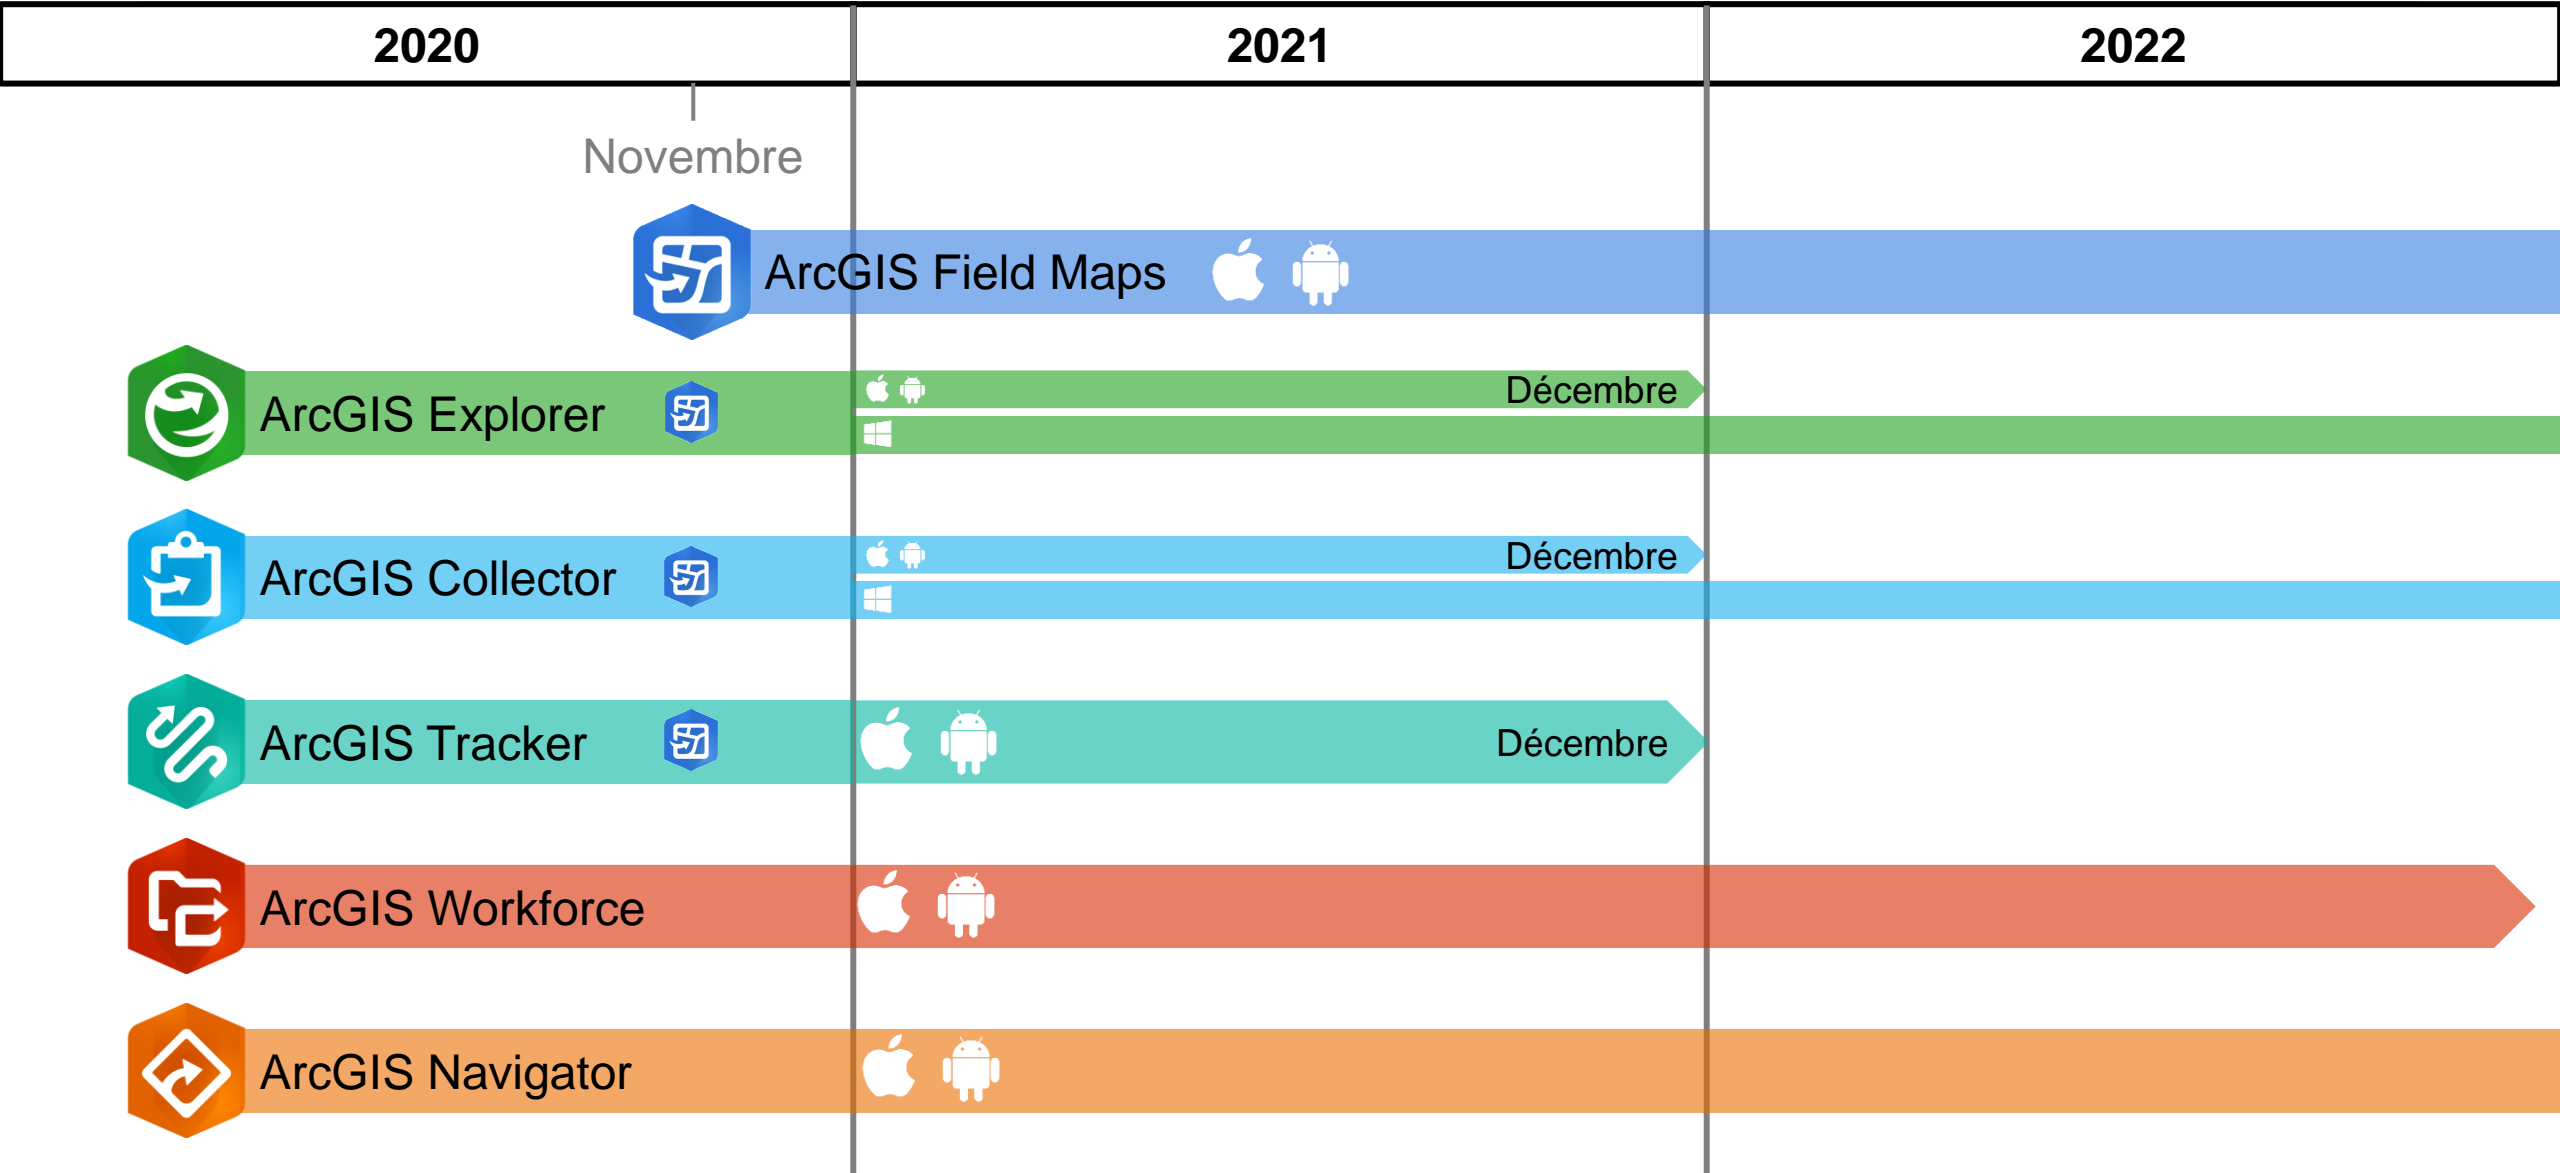 2020
2021
2022
Novembre
ArcGIS Field Maps
ArcGIS Explorer
Décembre
ArcGIS Collector
Décembre
ArcGIS Tracker
Décembre
ArcGIS Workforce
ArcGIS Navigator